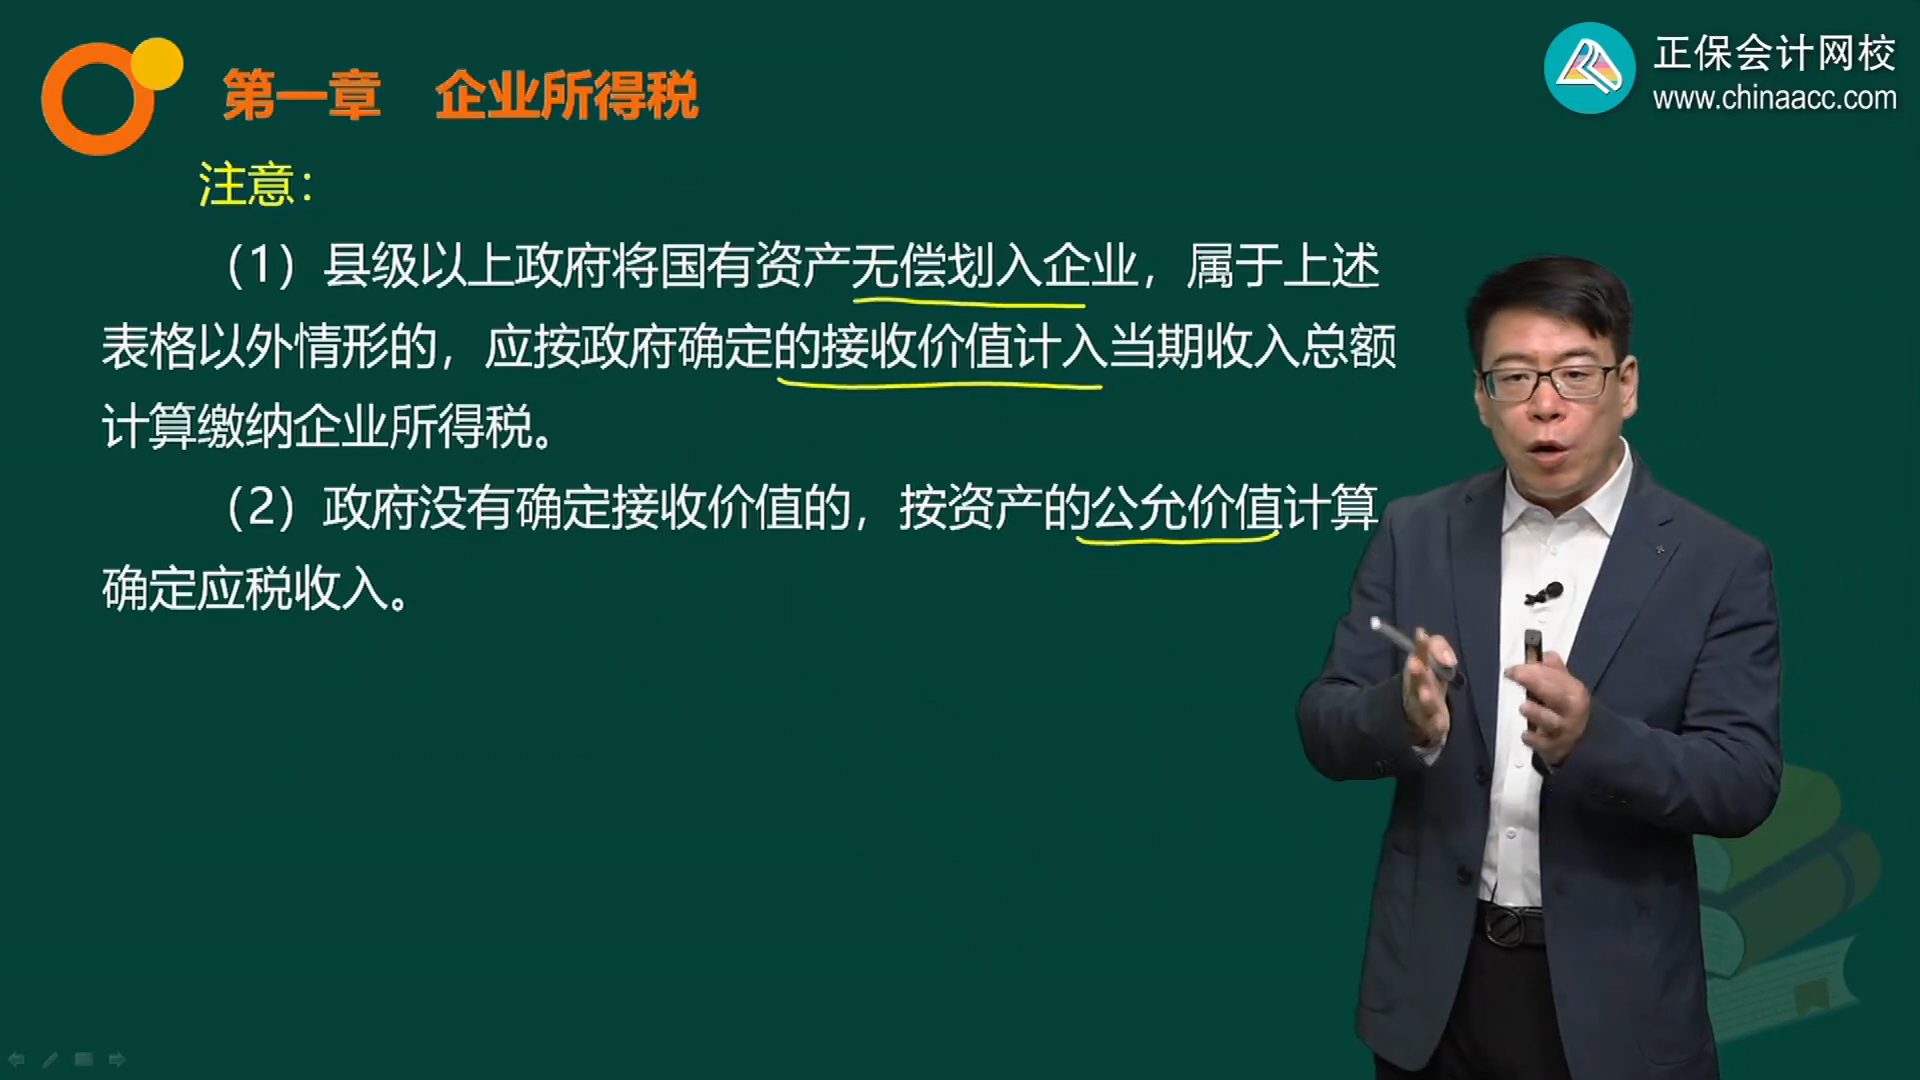 第一章 企业所得税
正保会计网校
www.chinaacc.com
注意：
（1）县级以上政府将国有资产无偿划入企业，属于上述
表格以外情形的，应按政府确定的接收价值计入当期收入总额
计算缴纳企业所得税。
（2）政府没有确定接收价值的，按资产的公允价值计算
确定应税收入。